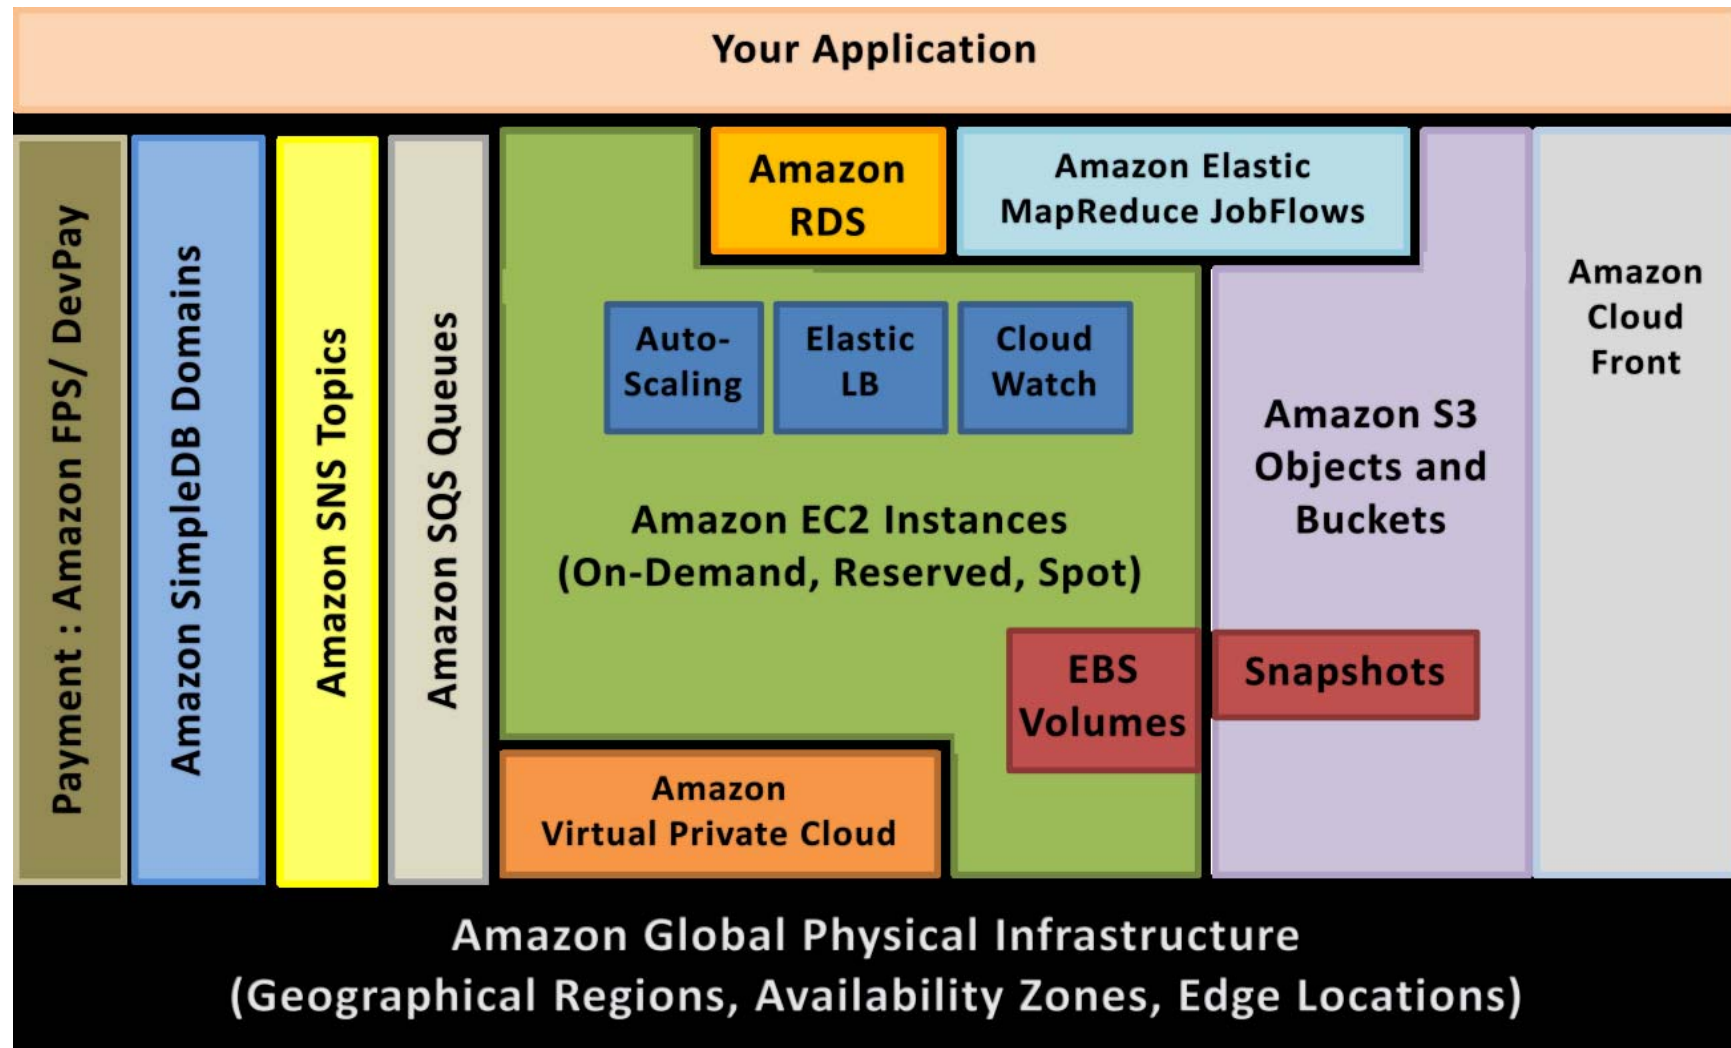 Your Application
Payment : Amazon FPS/ DevPay
Amazon SimpleDB Domains
Amazon SNS Topics
Amazon SQS Queues
Amazon
RDS
Amazon Elastic
MapReduce JobFlows
Auto-
Scaling
Elastic
LB
Cloud
Watch
Amazon EC2 Instances
(On-Demand, Reserved, Spot)
EBS
Volumes
Amazon
Virtual Private Cloud
Amazon S3
Objects and
Buckets
Snapshots
Amazon
Cloud
Front
Amazon Global Physical Infrastructure
(Geographical Regions, Availability Zones, Edge Locations)